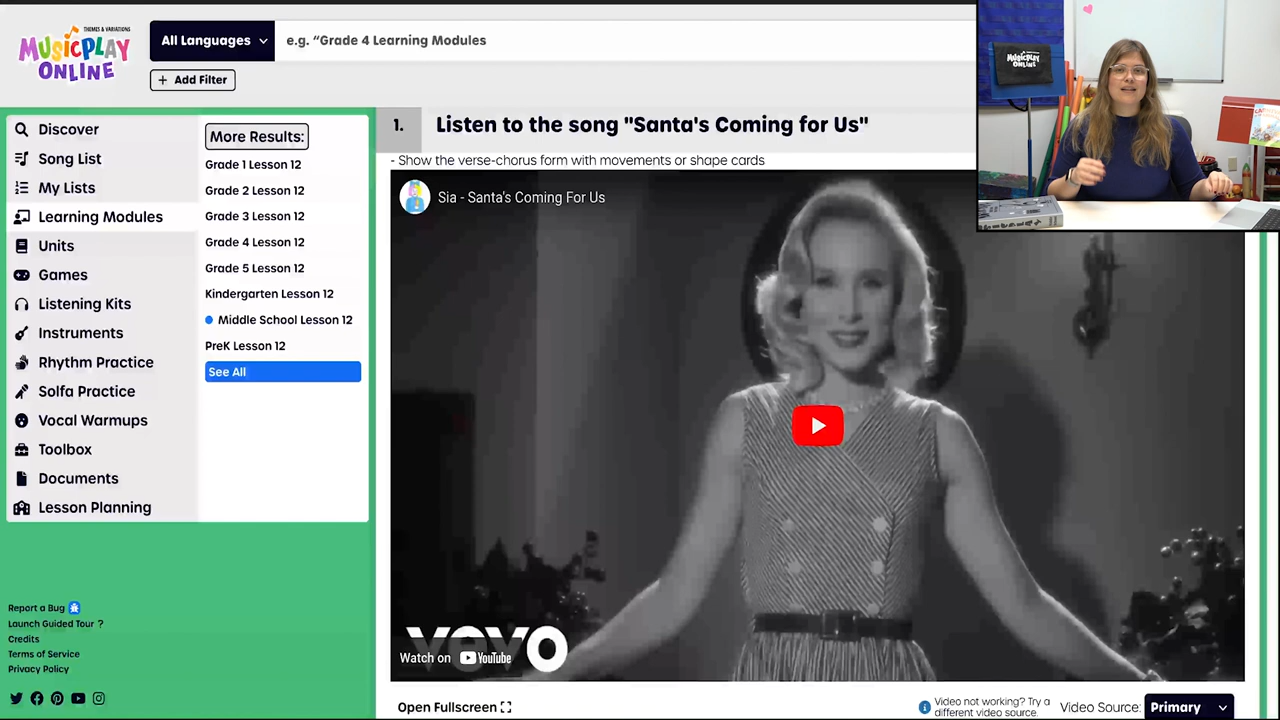 THEMES & VARIATIONS
MUSICPLAY
ONLINE
All Languages
e.g. “Grade 4 Learning Modules
+ Add Filter
Discover
Song List
My Lists
Learning Modules
Units
Games
Listening Kits
Instruments
Rhythm Practice
Solfa Practice
Vocal Warmups
Toolbox
Documents
Lesson Planning
More Results:
Grade 1 Lesson 12
Grade 2 Lesson 12
Grade 3 Lesson 12
Grade 4 Lesson 12
Grade 5 Lesson 12
Kindergarten Lesson 12
Middle School Lesson 12
PreK Lesson 12
See All
Report a Bug
Launch Guided Tour ?
Credits
Terms of Service
Privacy Policy
1. Listen to the song "Santa's Coming for Us"
- Show the verse-chorus form with movements or shape cards
Sia - Santa's Coming For Us
vevo
Watch on YouTube
Open Fullscreen
Video not working? Try a
different video source.
Video Source: Primary
MUSICPLAY
ONLINE